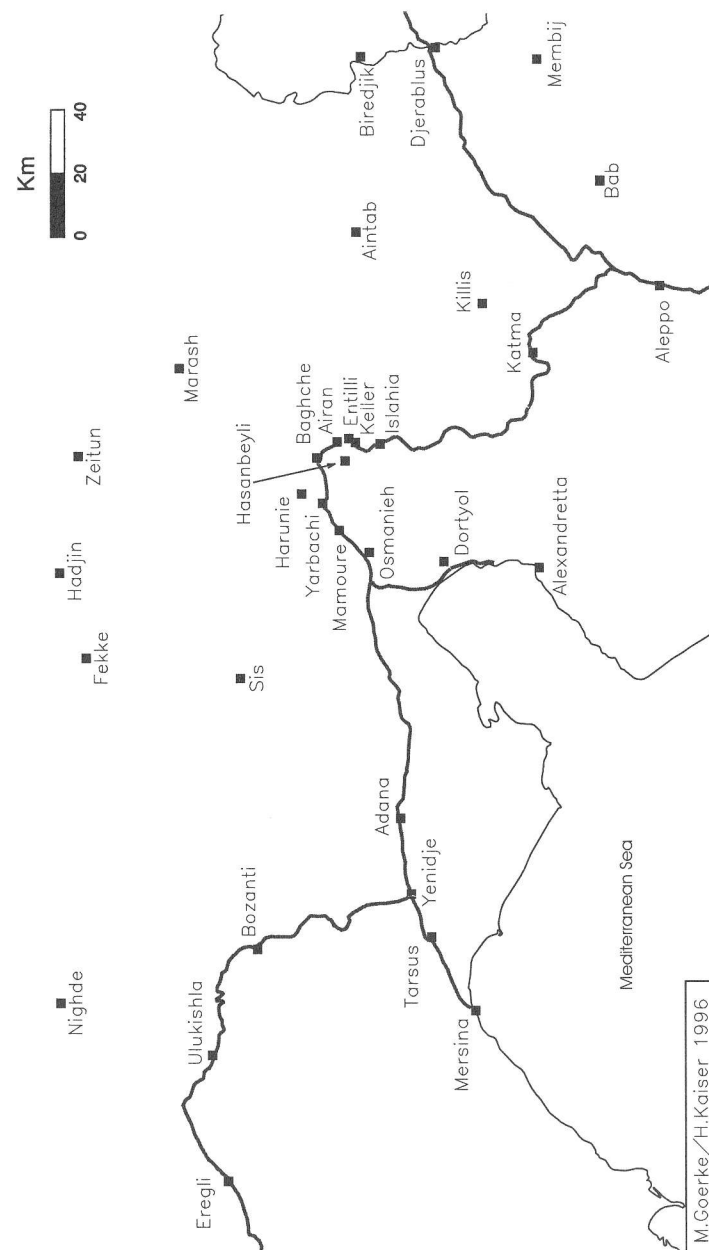 Km
0 20 40
Nighde
Hadjin
Zeitun
Fekke
Marash
Ulukishla
Bozanti
Sis
Eregli
Hasanbeyli
Baghche
Airan
Entilli
Keller
Islahia
Harunie
Yarbachi
Mamoure
Osmanieh
Aintab
Biredjik
Djerablus
Adana
Yenidje
Tarsus
Mersina
Dortyol
Alexandretta
Killis
Katma
Membij
Bab
Aleppo
Mediterranean Sea
M.Goerke/H.Kaiser 1996